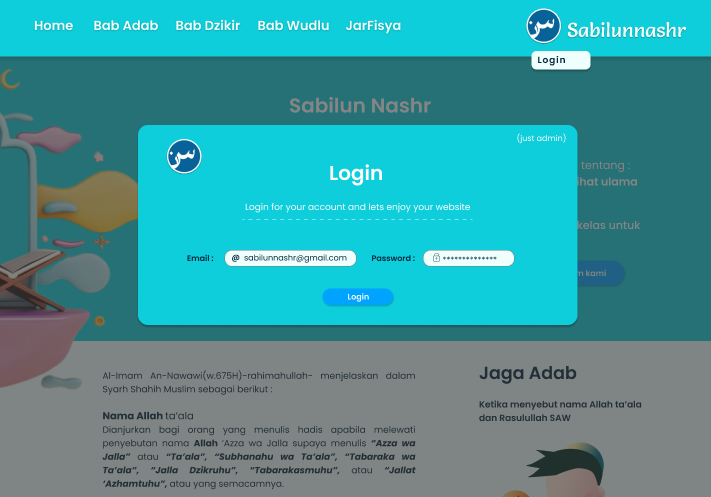 Home Bab Adab Bab Dzikir Bab Wudlu JarFisya
سن Sabilunnashr
Login
Sabilun Nashr
(just admin)
سن
Login
tentang :
ihat ulama
Login for your account and lets enjoy your website
kelas untuk
Email : @ sabilunnashr@gmail.com Password : **************
m kami
Login
Al-Imam An-Nawawi(w.675H)-rahimahullah- menjelaskan dalam
Syarh Shahih Muslim sebagai berikut :
Nama Allah ta'ala
Dianjurkan bagi orang yang menulis hadis apabila melewati
penyebutan nama Allah 'Azza wa Jalla supaya menulis "Azza wa
Jalla" atau "Ta'ala", "Subhanahu wa Ta'ala", "Tabaraka wa
Ta'ala", "Jalla Dzikruhu", "Tabarakasmuhu", atau "Jallat
'Azhamtuhu", atau yang semacamnya.
Jaga Adab
Ketika menyebut nama Allah ta'ala
dan Rasulullah SAW